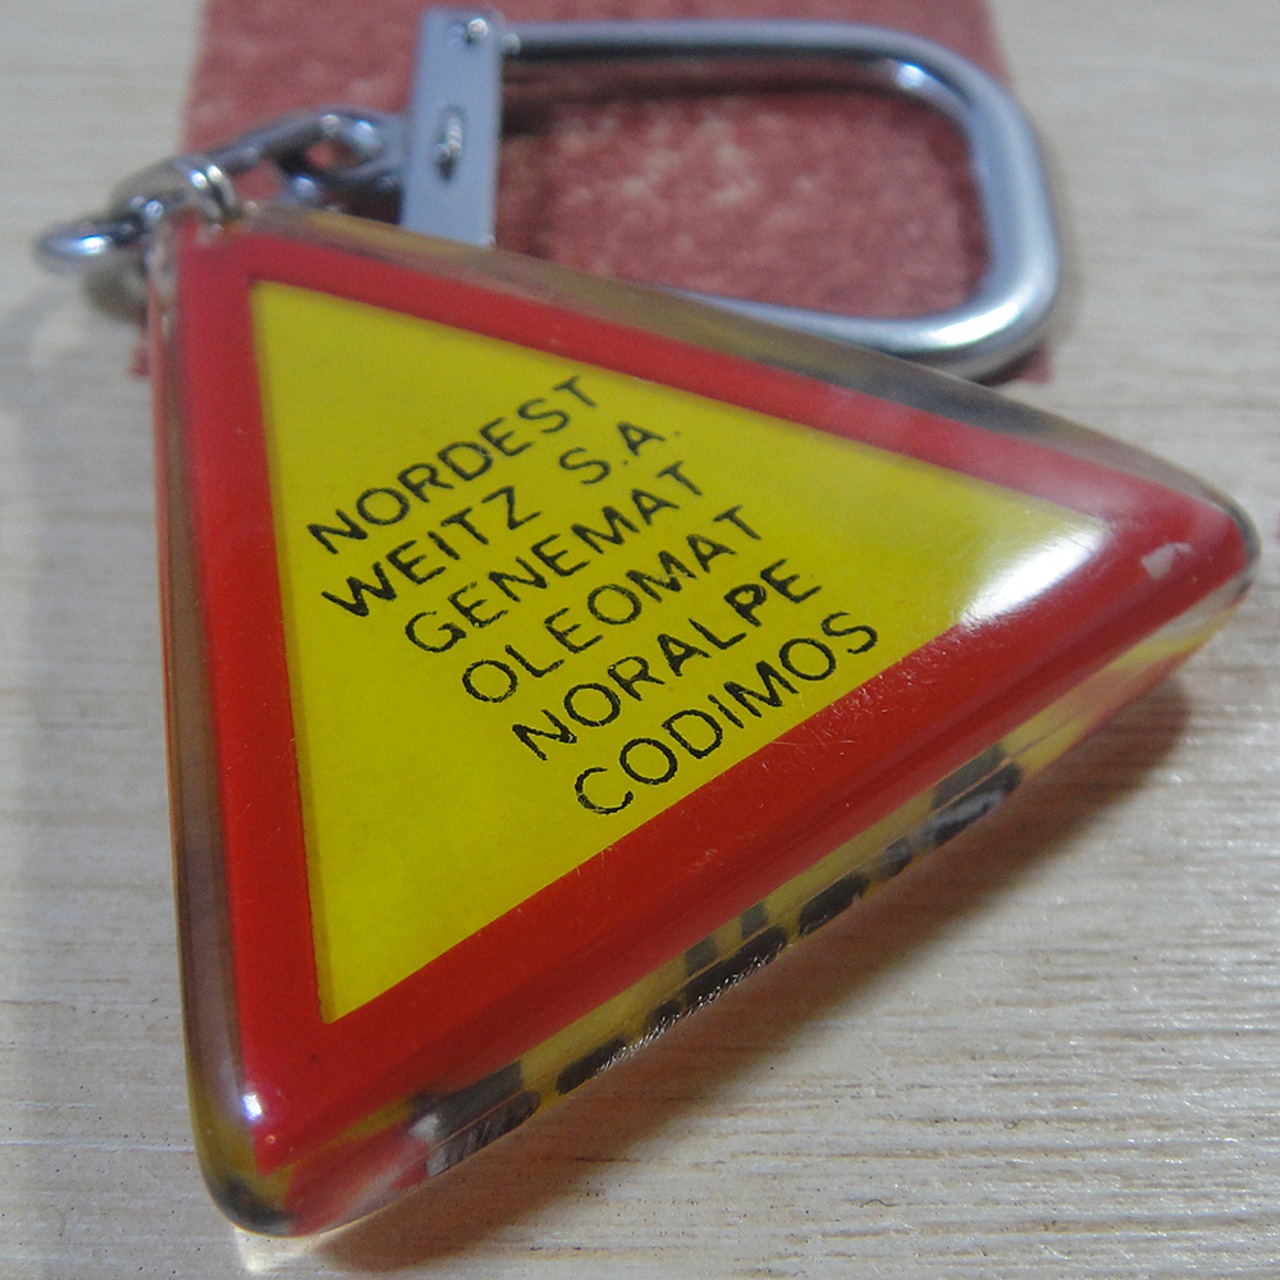 NORDEST
WEITZ S.A.
GENEMAT
OLEOMAT
NORALPE
CODIMOS